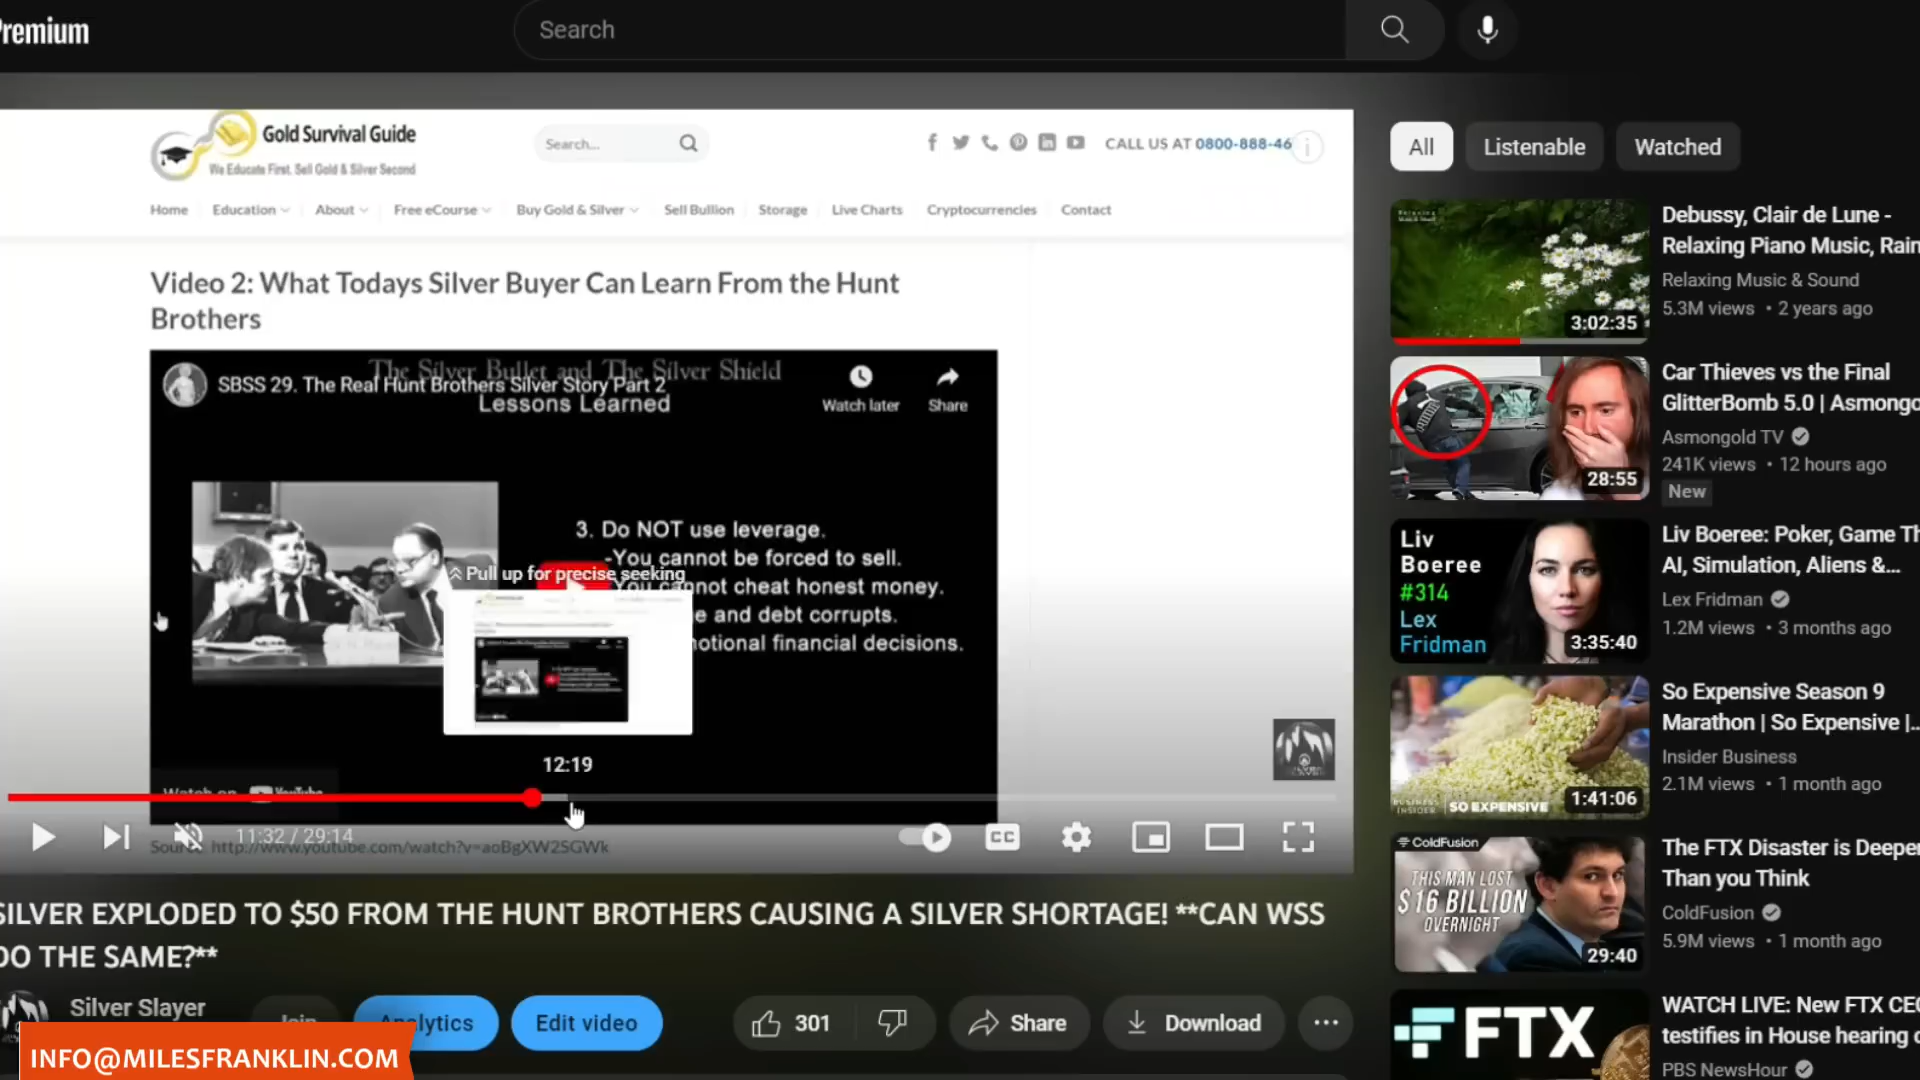 Premium
Search
Gold Survival Guide
We Educate First, Sell Gold & Silver Second
Search...
CALL US AT 0800-888-46
Home
Education
About
Free eCourse
Buy Gold & Silver
Sell Bullion
Storage
Live Charts
Cryptocurrencies
Contact
Video 2: What Todays Silver Buyer Can Learn From the Hunt
Brothers
The Silver Bullet and The Silver Shield
SBSS 29. The Real Hunt Brothers Silver Story Part 2
Lessons Learned
Watch later
Share
3. Do NOT use leverage.
-You cannot be forced to sell.
You cannot cheat honest money.
e and debt corrupts.
otional financial decisions.
Pull up for precise seeking
12:19
Watch on YouTube
11:32 / 29:14
CC
Source: http://www.youtube.com/watch?v=aoBgXW2SGWk
SILVER EXPLODED TO $50 FROM THE HUNT BROTHERS CAUSING A SILVER SHORTAGE! **CAN WSS
DO THE SAME?**
Silver Slayer
Join
Analytics
Edit video
301
Share
Download
INFO@MILESFRANKLIN.COM
All
Listenable
Watched
3:02:35
Debussy, Clair de Lune -
Relaxing Piano Music, Rain
Relaxing Music & Sound
5.3M views • 2 years ago
28:55
Car Thieves vs the Final
GlitterBomb 5.0 | Asmongo
Asmongold TV
241K views • 12 hours ago
New
Liv
Boeree
#314
Lex
Fridman
3:35:40
Liv Boeree: Poker, Game Th
AI, Simulation, Aliens &...
Lex Fridman
1.2M views • 3 months ago
BUSINESS
INSIDER
SO EXPENSIVE
1:41:06
So Expensive Season 9
Marathon | So Expensive |...
Insider Business
2.1M views • 1 month ago
ColdFusion
THIS MAN LOST
$16 BILLION
OVERNIGHT
29:40
The FTX Disaster is Deeper
Than you Think
ColdFusion
5.9M views • 1 month ago
FTX
WATCH LIVE: New FTX CEO
testifies in House hearing o
PBS NewsHour